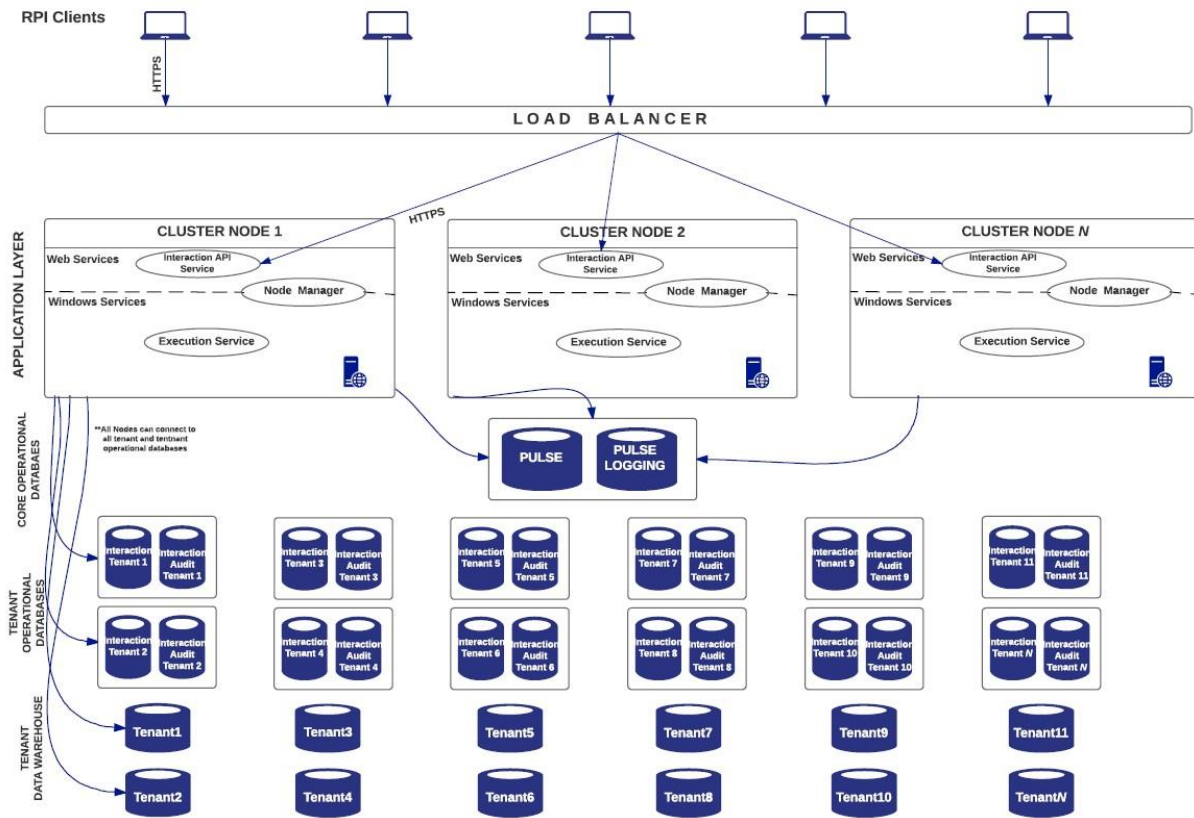 RPI Clients
HTTPS
LOAD BALANCER
HTTPS
APPLICATION LAYER
CLUSTER NODE 1
Web Services
Interaction API
Service
Node Manager
Windows Services
Execution Service
CLUSTER NODE 2
Web Services
Interaction API
Service
Node Manager
Windows Services
Execution Service
CLUSTER NODE N
Web Services
Interaction API
Service
Node Manager
Windows Services
Execution Service
**All Nodes can connect to
all tenant and tentnant
operational databases
CORE OPERATIONAL
DATABAES
PULSE
PULSE
LOGGING
TENANT
OPERATIONAL
DATABASES
Interaction
Tenant 1
Interaction
Audit
Tenant 1
Interaction
Tenant 3
Interaction
Audit
Tenant 3
Interaction
Tenant 5
Interaction
Audit
Tenant 5
Interaction
Tenant 7
Interaction
Audit
Tenant 7
Interaction
Tenant 9
Interaction
Audit
Tenant 9
Interaction
Tenant 11
Interaction
Audit
Tenant 11
Interaction
Tenant 2
Interaction
Audit
Tenant 2
Interaction
Tenant 4
Interaction
Audit
Tenant 4
Interaction
Tenant 6
Interaction
Audit
Tenant 6
Interaction
Tenant 8
Interaction
Audit
Tenant 8
Interaction
Tenant 10
Interaction
Audit
Tenant 10
Interaction
Tenant N
Interaction
Audit
Tenant N
TENANT
DATA WAREHOUSE
Tenant1
Tenant3
Tenant5
Tenant7
Tenant9
Tenant11
Tenant2
Tenant4
Tenant6
Tenant8
Tenant10
TenantN